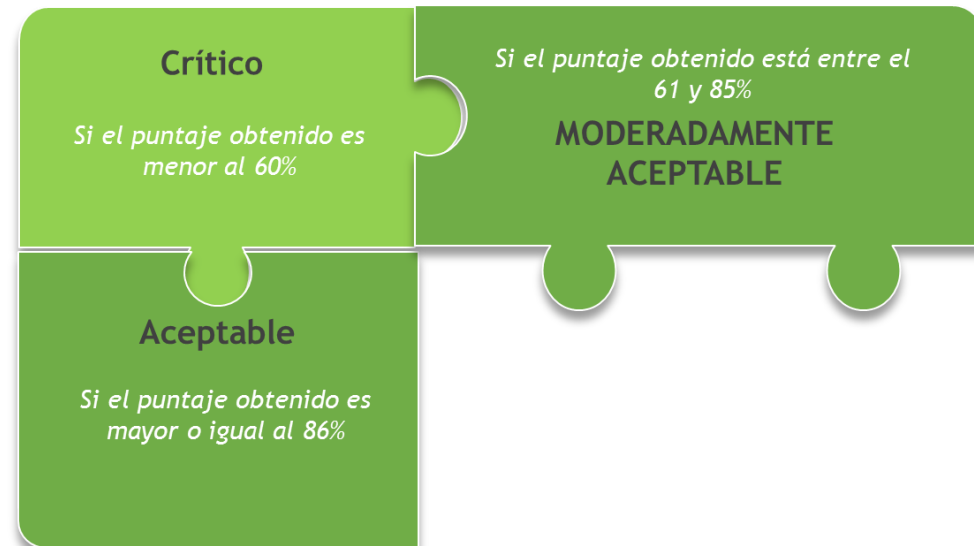 Crítico
Si el puntaje obtenido es
menor al 60%
Si el puntaje obtenido está entre el
61 y 85%
MODERADAMENTE
ACEPTABLE
Aceptable
Si el puntaje obtenido es
mayor o igual al 86%